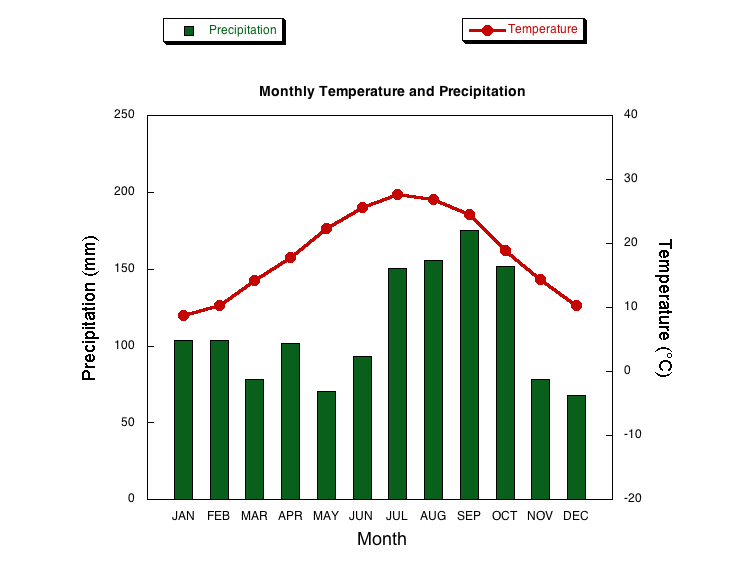 Precipitation
Temperature
Monthly Temperature and Precipitation
250
200
150
100
50
0
Precipitation (mm)
40
30
20
10
0
-10
-20
Temperature (°C)
JAN FEB MAR APR MAY JUN JUL AUG SEP OCT NOV DEC
Month